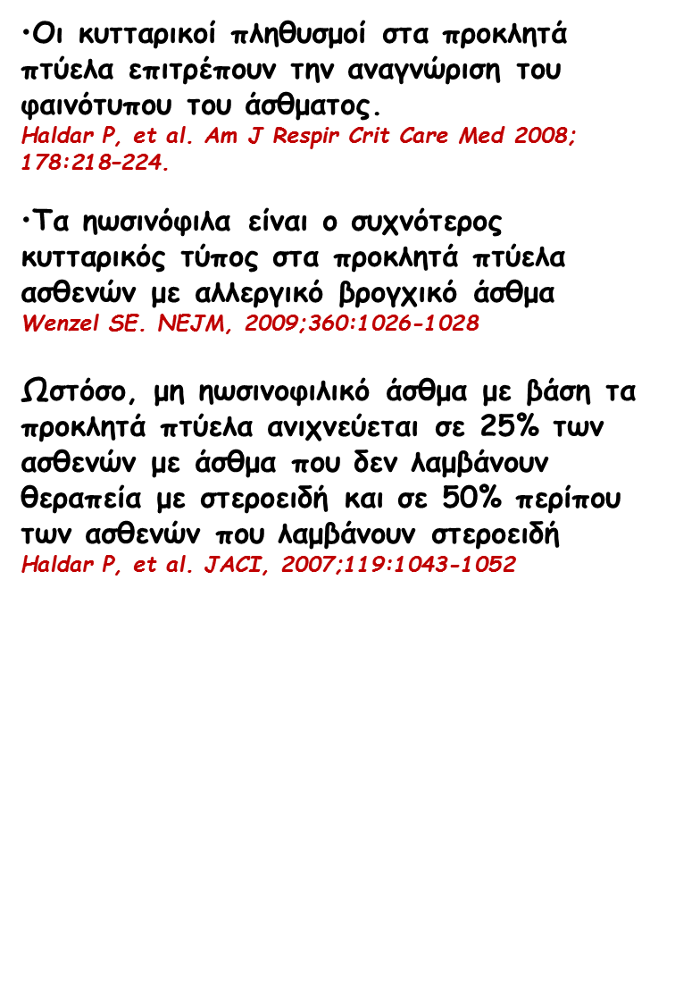 •Οι κυτταρικοί πληθυσμοί στα προκλητά
πτύελα επιτρέπουν την αναγνώριση του
φαινότυπου του άσθματος.
Haldar P, et al. Am J Respir Crit Care Med 2008;
178:218–224.
•Τα ηωσινόφιλα είναι ο συχνότερος
κυτταρικός τύπος στα προκλητά πτύελα
ασθενών με αλλεργικό βρογχικό άσθμα
Wenzel SE. NEJM, 2009;360:1026-1028
Ωστόσο, μη ηωσινοφιλικό άσθμα με βάση τα
προκλητά πτύελα ανιχνεύεται σε 25% των
ασθενών με άσθμα που δεν λαμβάνουν
θεραπεία με στεροειδή και σε 50% περίπου
των ασθενών που λαμβάνουν στεροειδή
Haldar P, et al. JACI, 2007;119:1043-1052